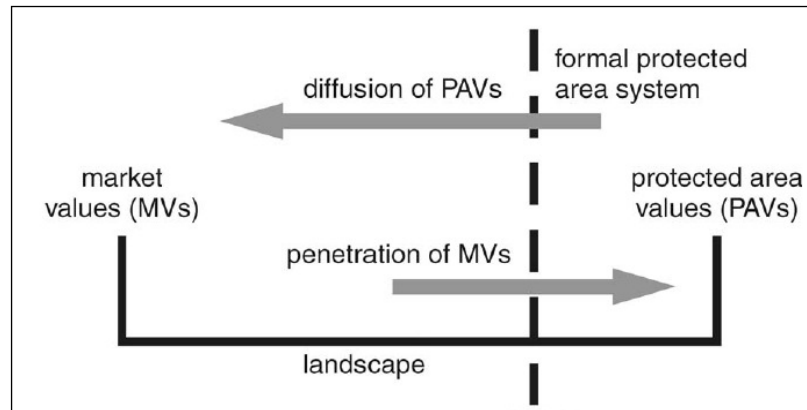 formal protected
area system
diffusion of PAVs
market
values (MVs)
protected area
values (PAVs)
penetration of MVs
landscape